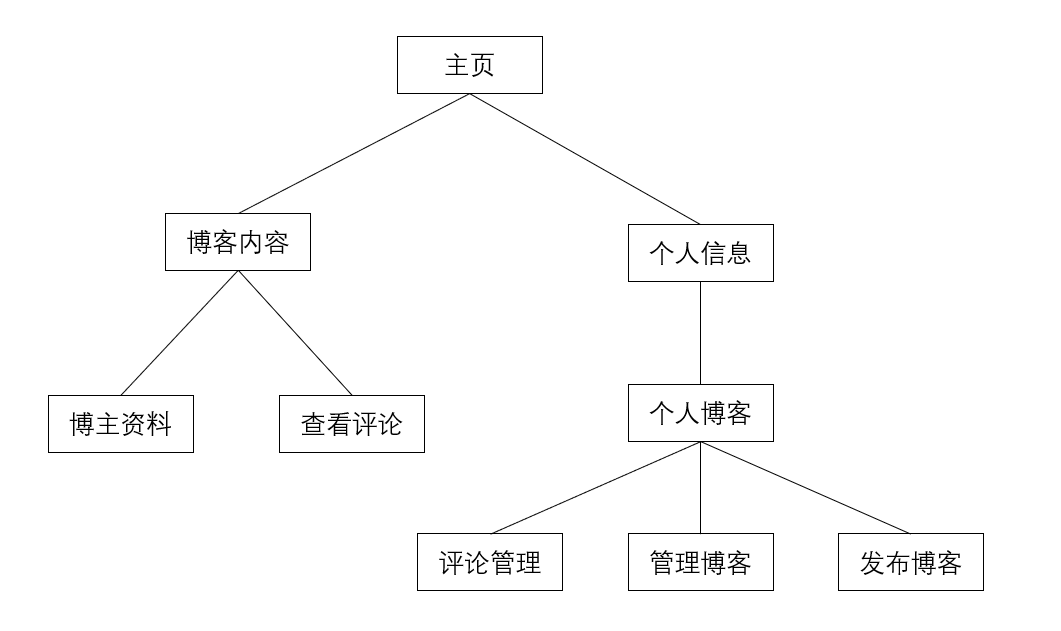 主页
博客内容
个人信息
博主资料
查看评论
个人博客
评论管理
管理博客
发布博客